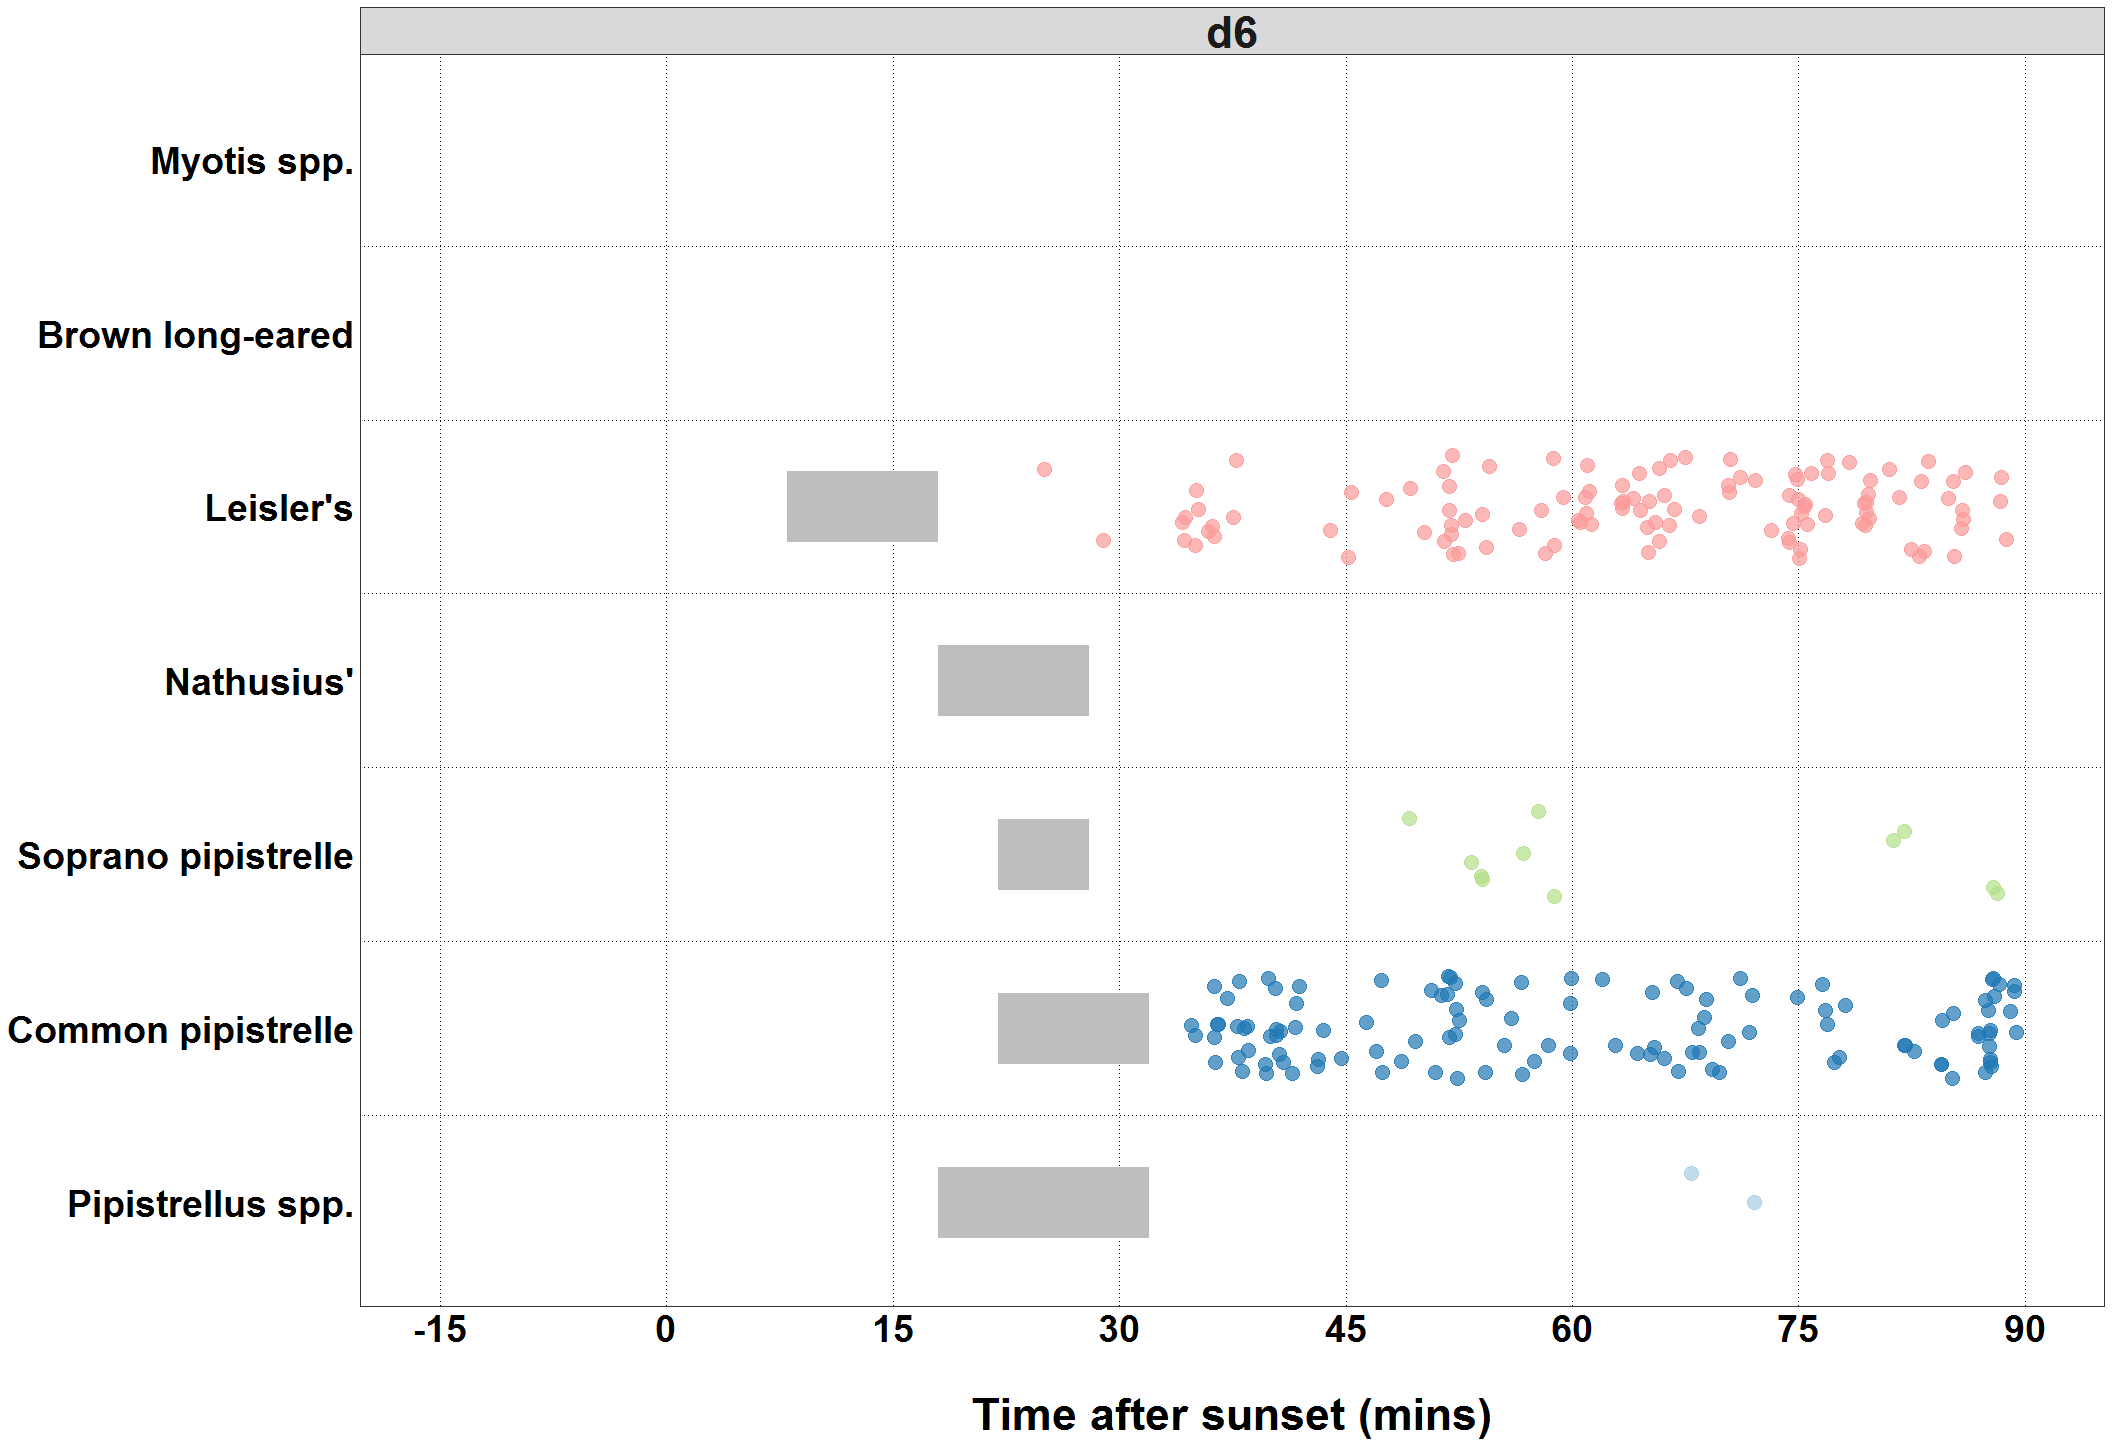 d6
Myotis spp.
Brown long-eared
Leisler's
Nathusius'
Soprano pipistrelle
Common pipistrelle
Pipistrellus spp.
-15 0 15 30 45 60 75 90
Time after sunset (mins)